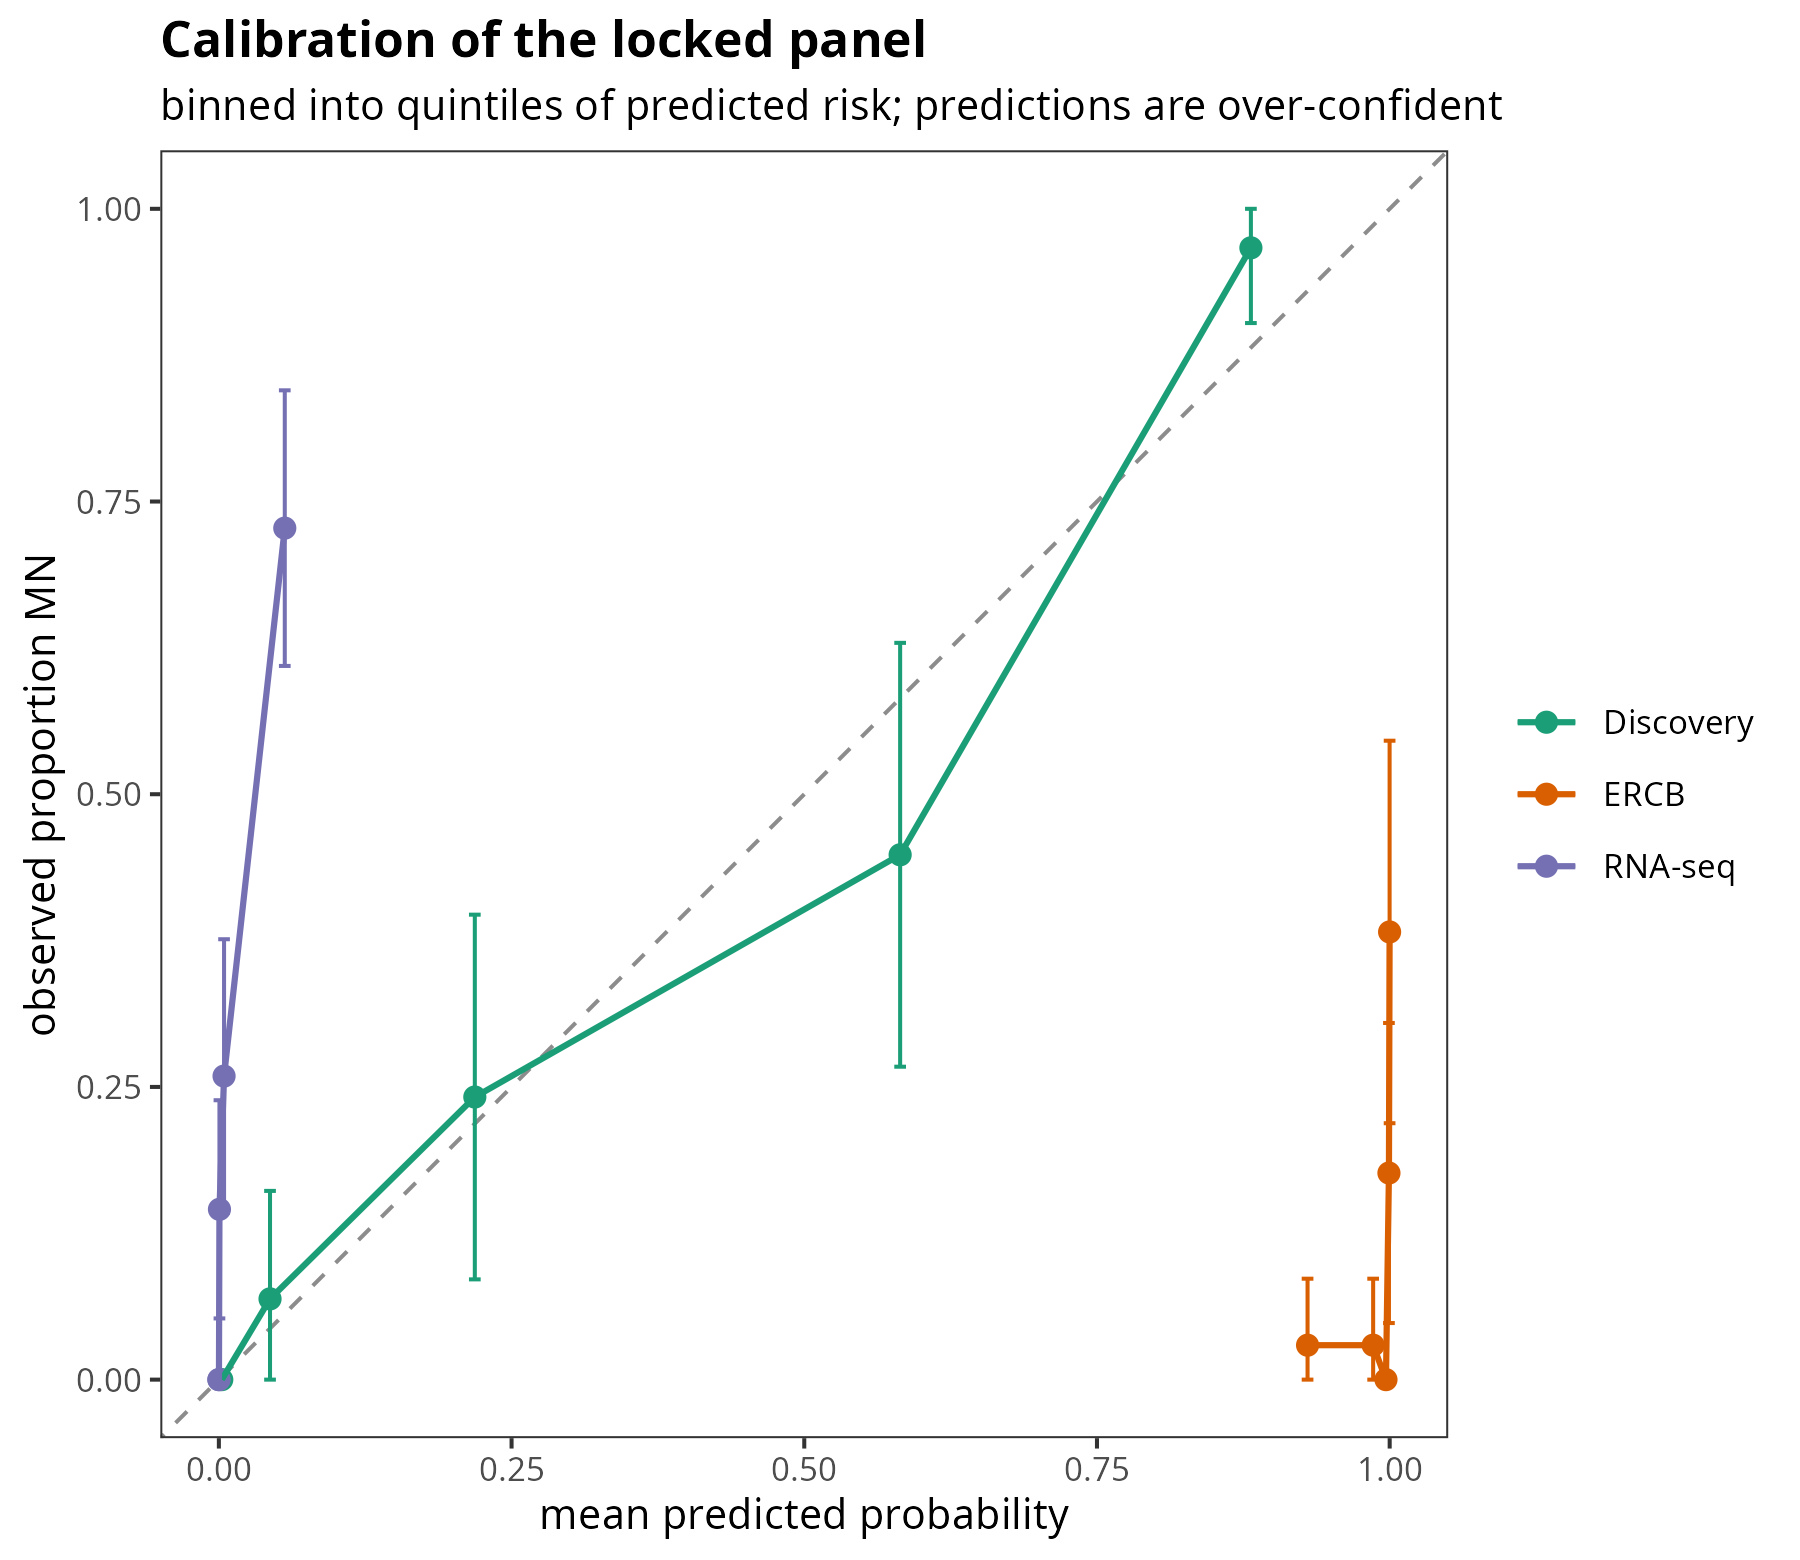 Calibration of the locked panel
binned into quintiles of predicted risk; predictions are over-confident
observed proportion MN
1.00
0.75
0.50
0.25
0.00
0.00 0.25 0.50 0.75 1.00
mean predicted probability
Discovery
ERCB
RNA-seq